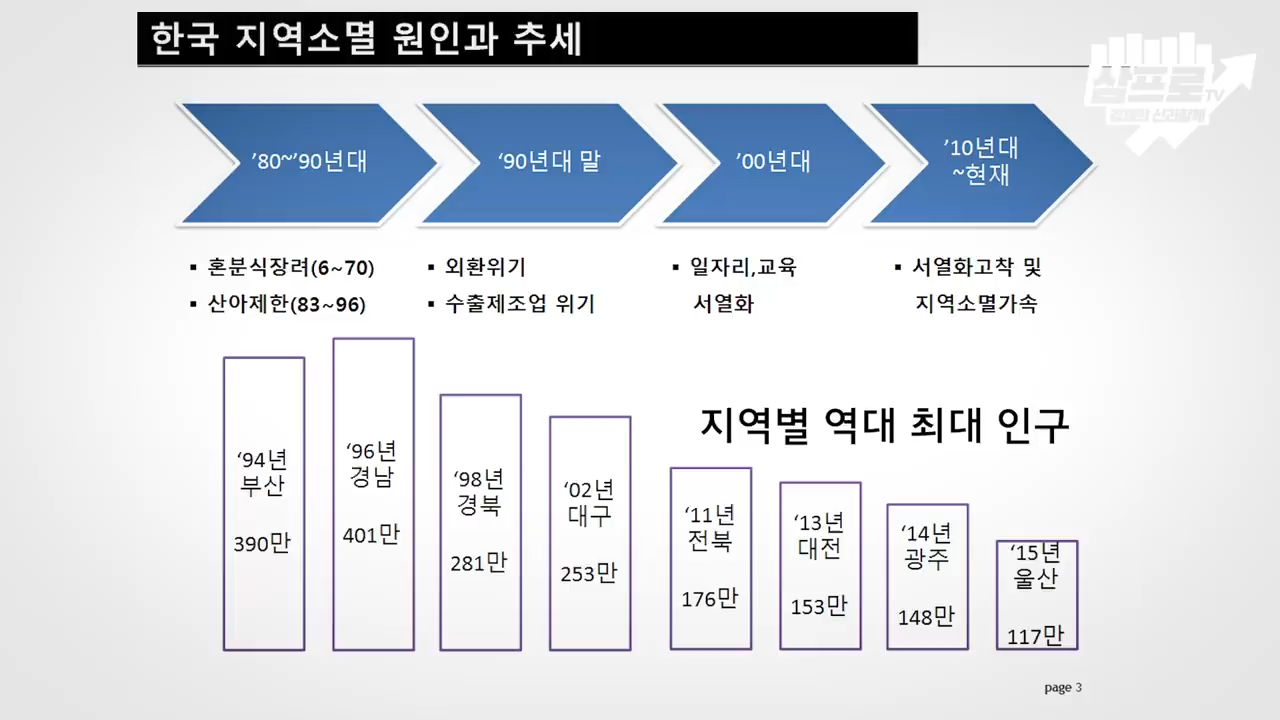 한국 지역소멸 원인과 추세
삼프로TV
경제의 신과함께
’80~’90년대
‘90년대 말
’00년대
’10년대
~현재
▪ 혼분식장려(6~70)
▪ 산아제한(83~96)
▪ 외환위기
▪ 수출제조업 위기
▪ 일자리,교육
서열화
▪ 서열화고착 및
지역소멸가속
지역별 역대 최대 인구
‘94년
부산
390만
‘96년
경남
401만
‘98년
경북
281만
‘02년
대구
253만
‘11년
전북
176만
‘13년
대전
153만
‘14년
광주
148만
‘15년
울산
117만
page 3